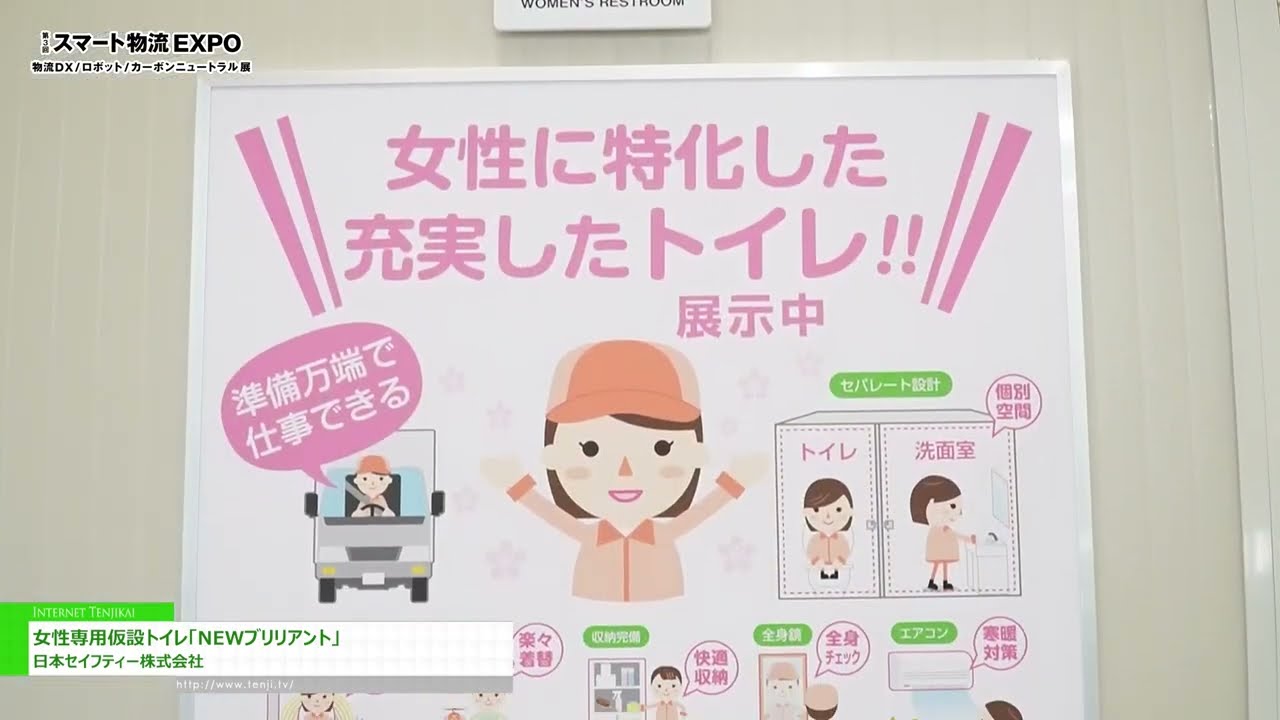 WOMEN'S RESTROOM
第3回 スマート物流 EXPO
物流DX/ロボット/カーボンニュートラル 展
女性に特化した
充実したトイレ!!
展示中
準備万端で
仕事できる
セパレート設計
個別
空間
トイレ
洗面室
楽々
着替
収納完備
快適
収納
全身鏡
全身
チェック
エアコン
寒暖
対策
INTERNET TENJIKAI
女性専用仮設トイレ「NEWブリリアント」
日本セイフティー株式会社
http://www.tenji.tv/